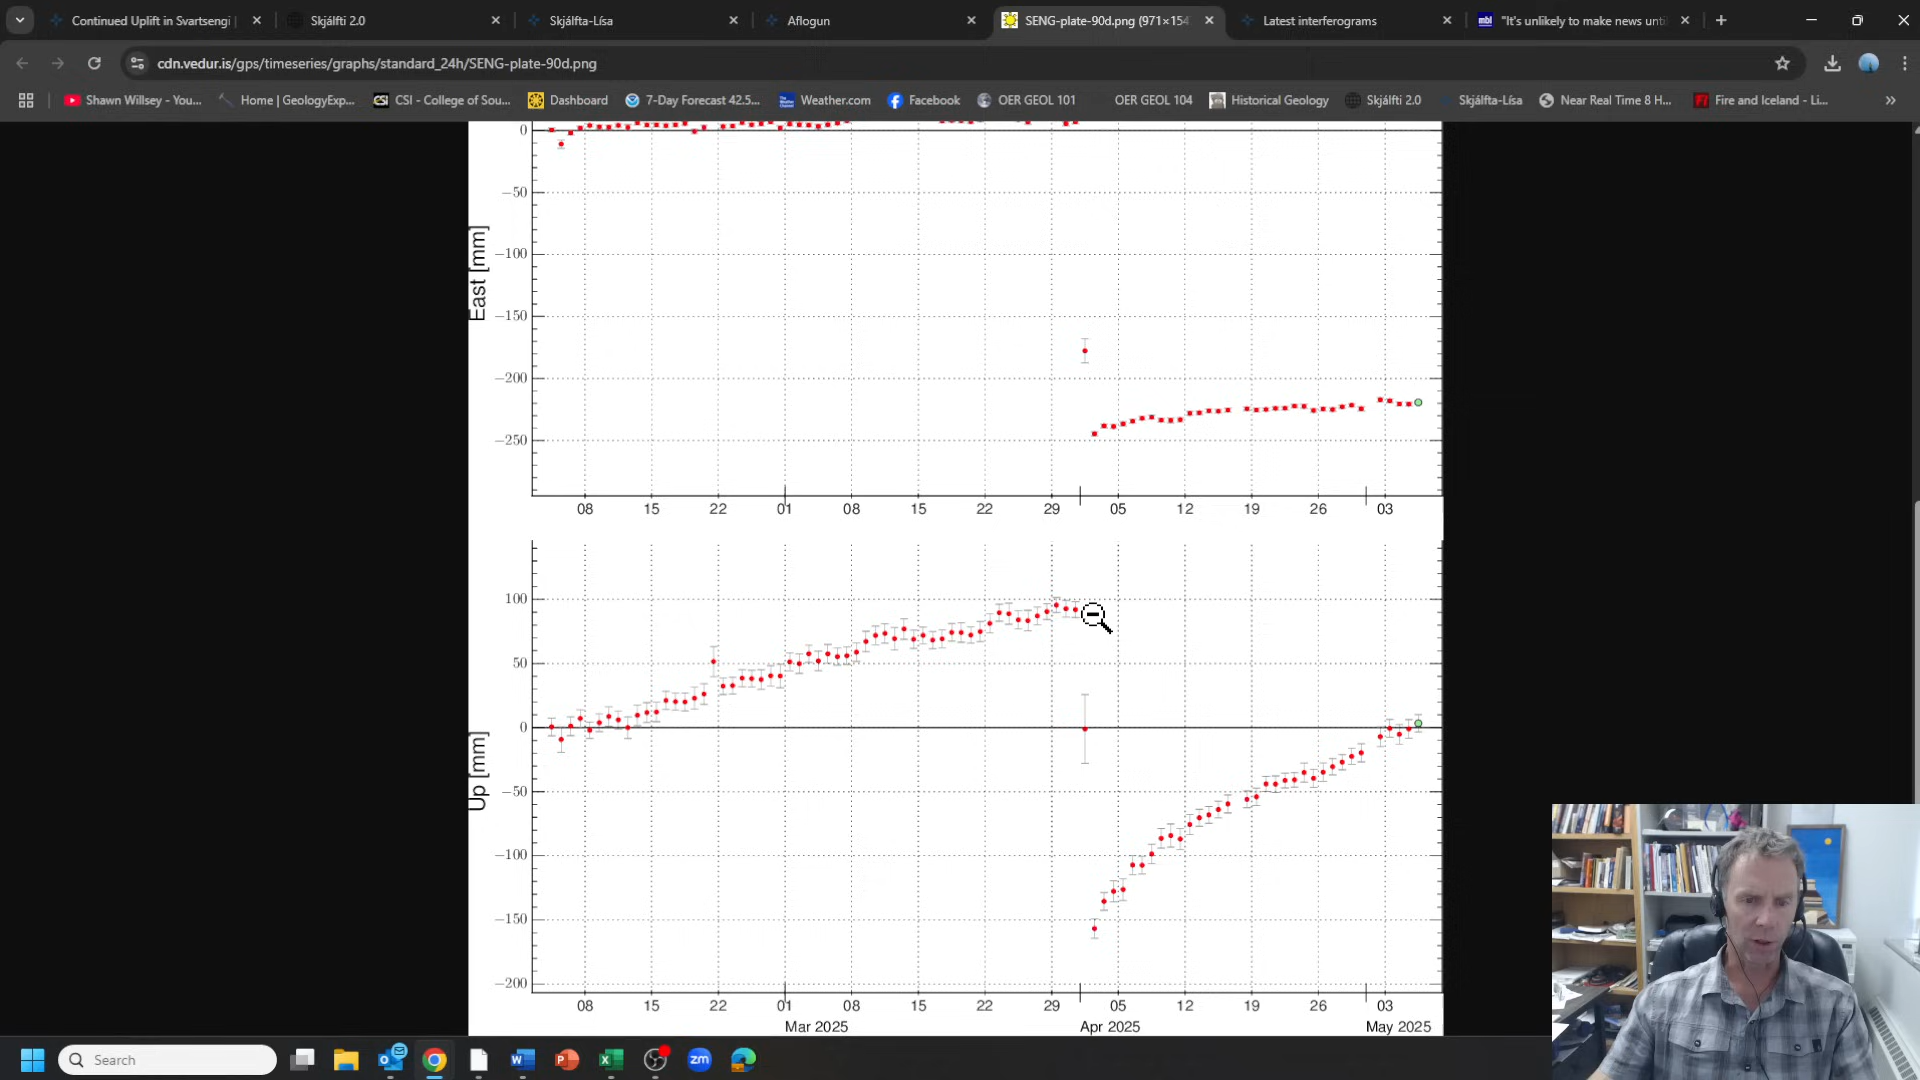 Continued Uplift in Svartsengi
Skjálfti 2.0
Skjálfta-Lísa
Aflogun
SENG-plate-90d.png (971×154
Latest interferograms
mbl
"It's unlikely to make news unti
cdn.vedur.is/gps/timeseries/graphs/standard_24h/SENG-plate-90d.png
Shawn Willsey - You...
Home | GeologyExp...
CSI - College of Sou...
Dashboard
7-Day Forecast 42.5...
Weather.com
Facebook
OER GEOL 101
OER GEOL 104
Historical Geology
Skjálfti 2.0
Skjálfta-Lísa
Near Real Time 8 H...
Fire and Iceland - Li...
East [mm]
0
−50
−100
−150
−200
−250
08 15 22 01 08 15 22 29 05 12 19 26 03
Up [mm]
100
50
0
−50
−100
−150
−200
08 15 22 01 08 15 22 29 05 12 19 26 03
Mar 2025 Apr 2025 May 2025
Search
zm